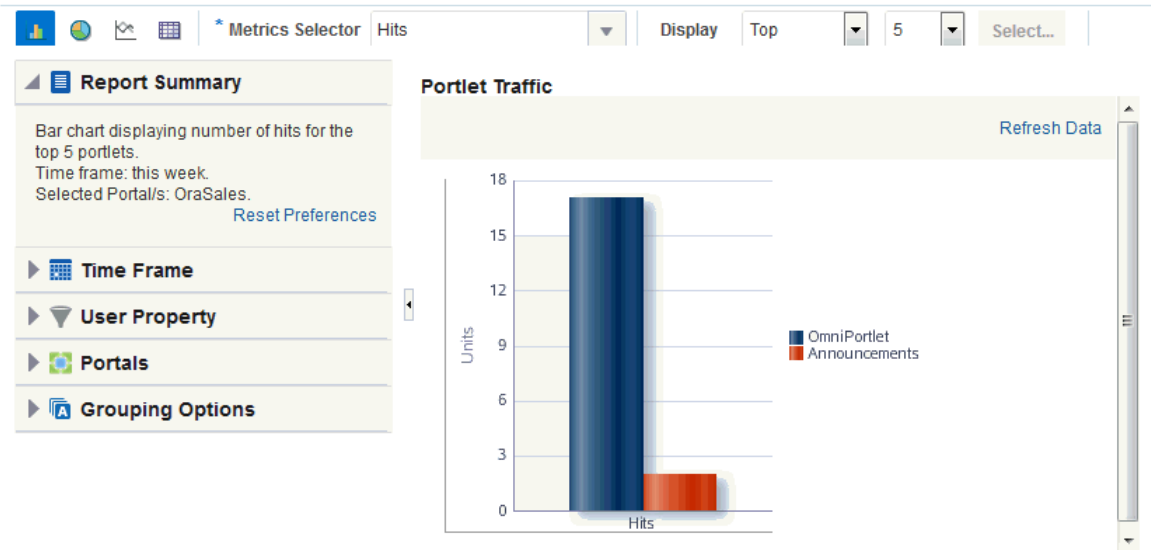 * Metrics Selector Hits Display Top 5 Select...
Report Summary
Bar chart displaying number of hits for the
top 5 portlets.
Time frame: this week.
Selected Portal/s: OraSales.
Reset Preferences
Time Frame
User Property
Portals
Grouping Options
Portlet Traffic
Refresh Data
18
15
12
9
6
3
0
Units
Hits
OmniPortlet
Announcements